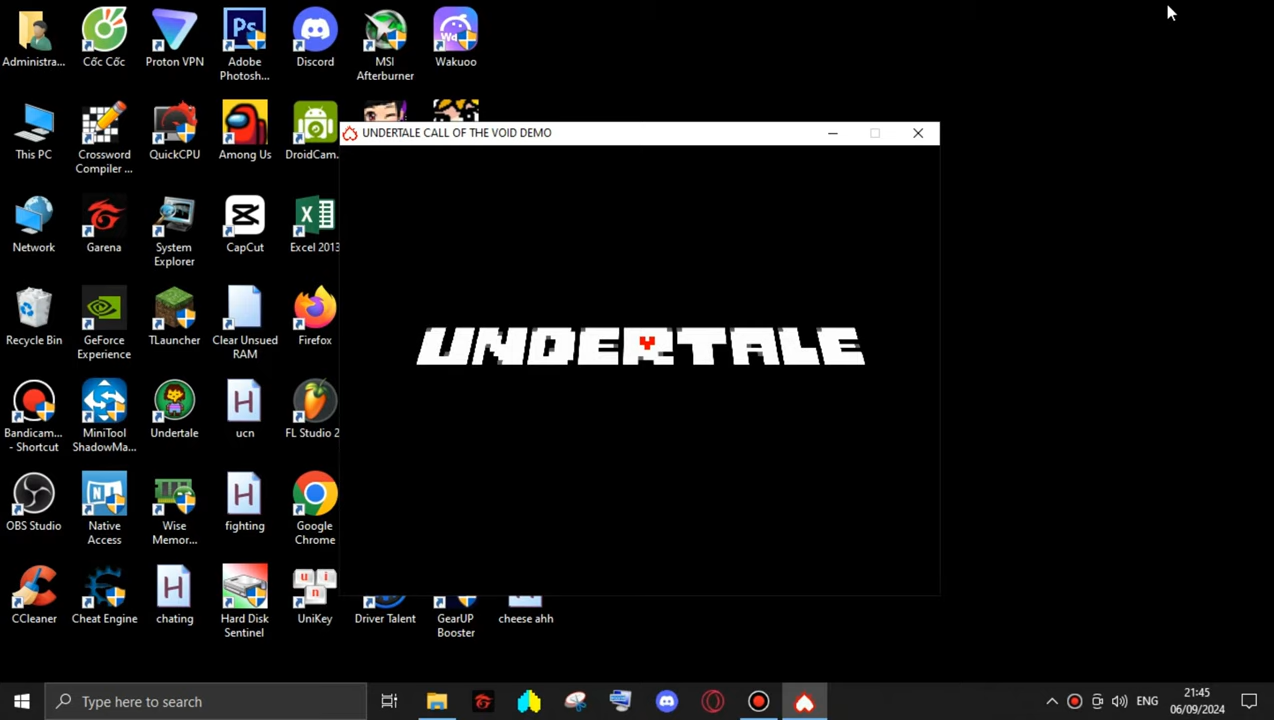 Administra...
Cốc Cốc
Proton VPN
Adobe
Photosh...
Discord
MSI
Afterburner
Wakuoo
Ps
Wa
UNDERTALE CALL OF THE VOID DEMO
This PC
Crossword
Compiler ...
QuickCPU
Among Us
DroidCam.
UNDERTALE
Network
Garena
System
Explorer
CapCut
Excel 2013
Recycle Bin
GeForce
Experience
TLauncher
Clear Unsued
RAM
Firefox
Bandicam...
- Shortcut
MiniTool
ShadowMa...
Undertale
H
ucn
FL Studio 2
OBS Studio
N
Native
Access
Wise
Memor...
H
fighting
Google
Chrome
CCleaner
Cheat Engine
H
chating
Hard Disk
Sentinel
u i
n
UniKey
Driver Talent
GearUP
Booster
cheese ahh
Type here to search
ENG
21:45
06/09/2024